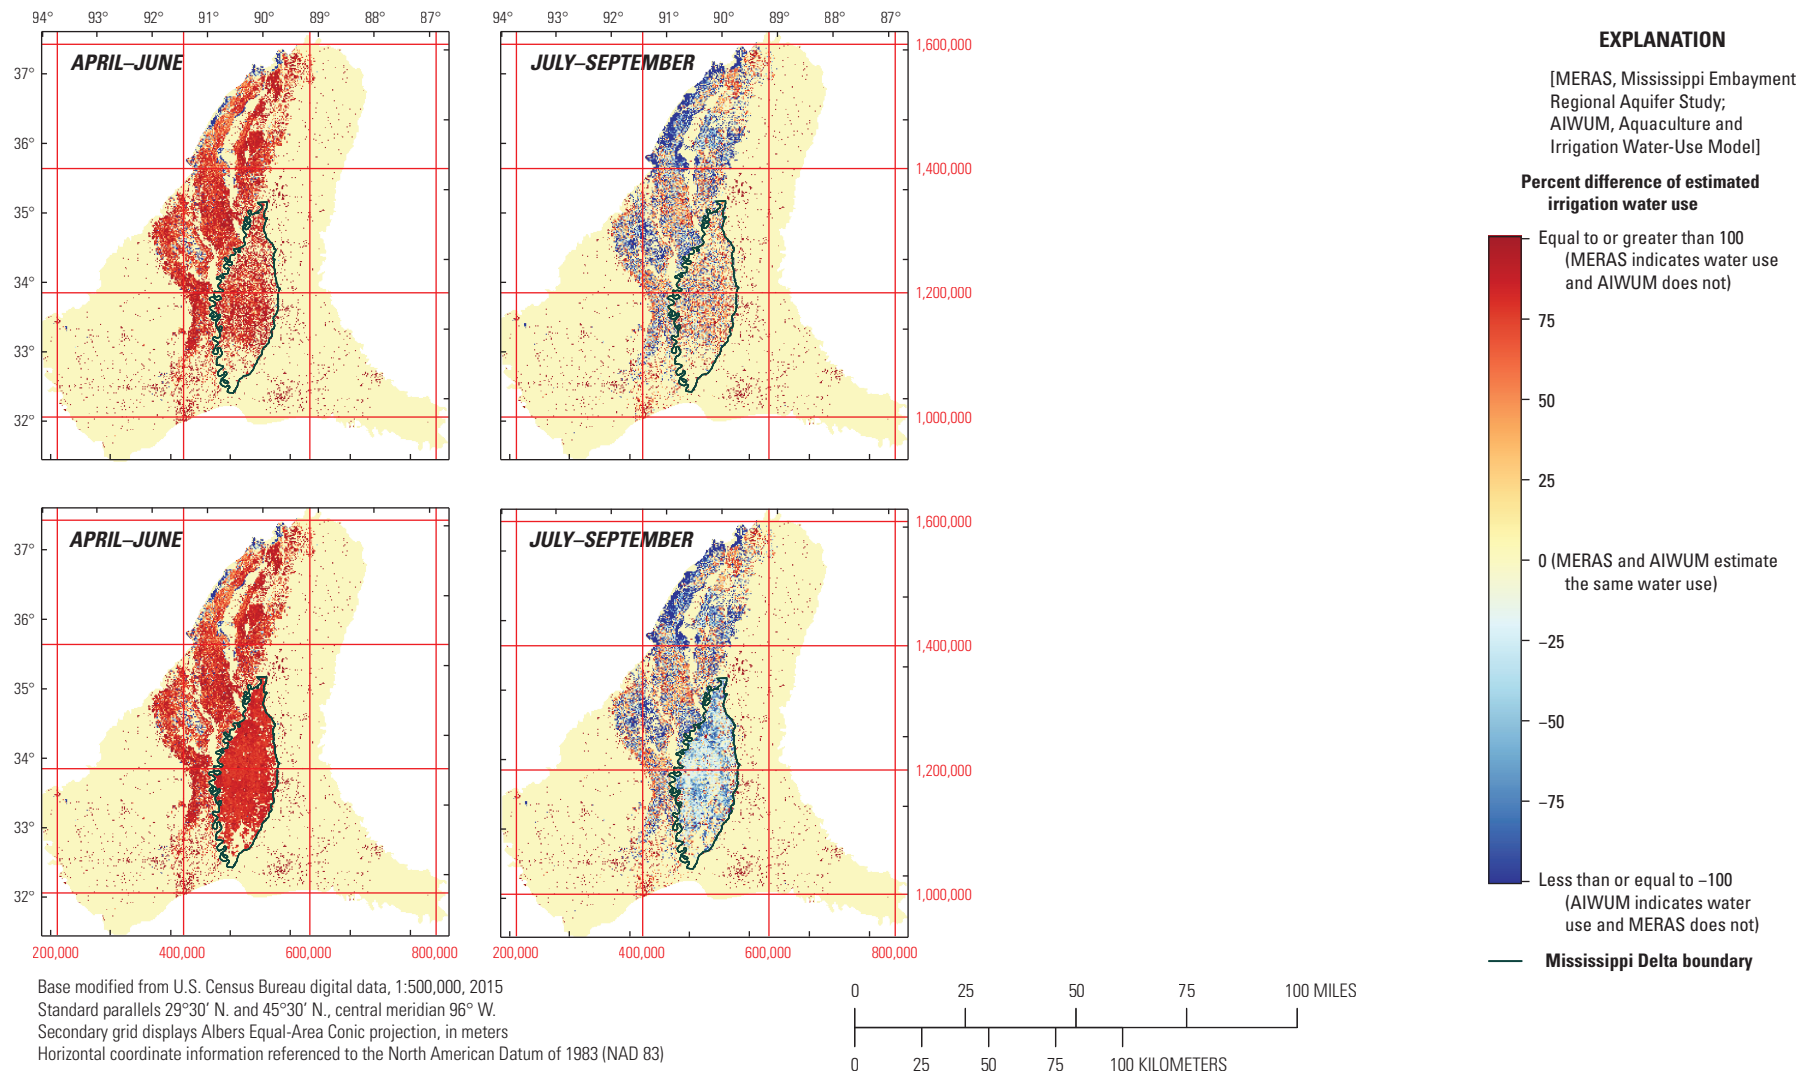 94° 93° 92° 91° 90° 89° 88° 87°
94° 93° 92° 91° 90° 89° 88° 87°
APRIL–JUNE
JULY–SEPTEMBER
37°
36°
35°
34°
33°
32°
1,600,000
1,400,000
1,200,000
1,000,000
APRIL–JUNE
JULY–SEPTEMBER
37°
36°
35°
34°
33°
32°
1,600,000
1,400,000
1,200,000
1,000,000
200,000 400,000 600,000 800,000
200,000 400,000 600,000 800,000
Base modified from U.S. Census Bureau digital data, 1:500,000, 2015
Standard parallels 29°30′ N. and 45°30′ N., central meridian 96° W.
Secondary grid displays Albers Equal-Area Conic projection, in meters
Horizontal coordinate information referenced to the North American Datum of 1983 (NAD 83)
0 25 50 75 100 MILES
0 25 50 75 100 KILOMETERS
EXPLANATION
[MERAS, Mississippi Embayment
Regional Aquifer Study;
AIWUM, Aquaculture and
Irrigation Water-Use Model]
Percent difference of estimated
irrigation water use
Equal to or greater than 100
(MERAS indicates water use
and AIWUM does not)
75
50
25
0 (MERAS and AIWUM estimate
the same water use)
−25
−50
−75
Less than or equal to −100
(AIWUM indicates water
use and MERAS does not)
Mississippi Delta boundary